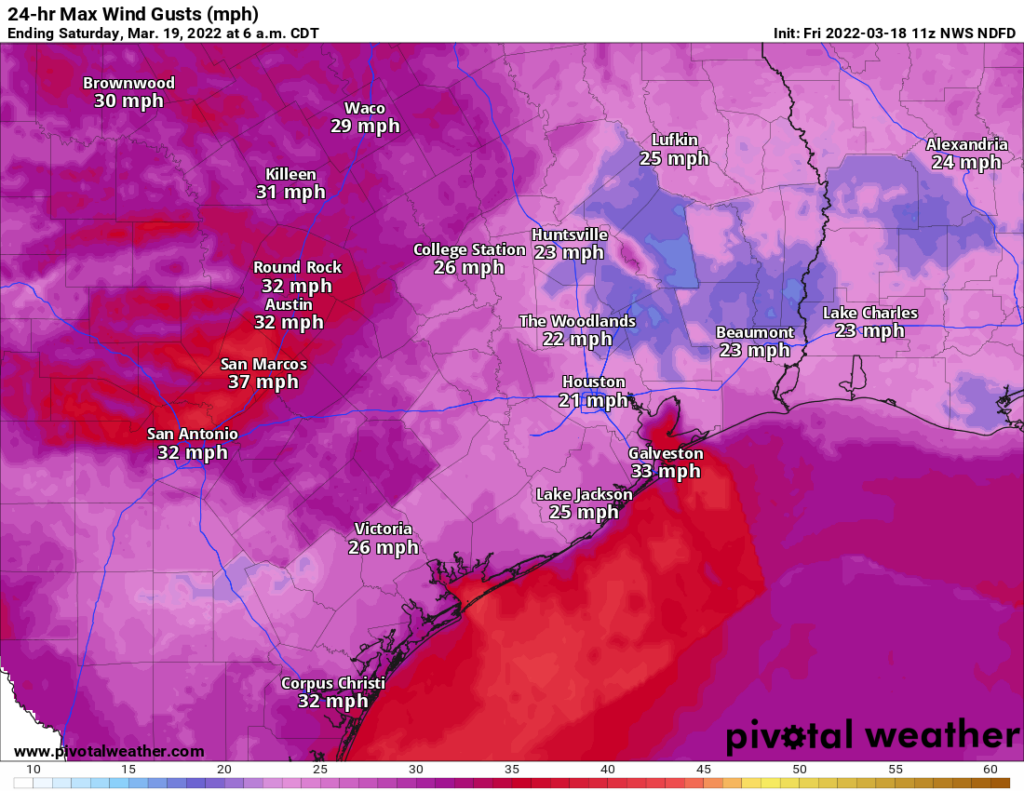 24-hr Max Wind Gusts (mph)
Ending Saturday, Mar. 19, 2022 at 6 a.m. CDT
Init: Fri 2022-03-18 11z NWS NDFD
Brownwood
30 mph
Waco
29 mph
Lufkin
25 mph
Alexandria
24 mph
Killeen
31 mph
Huntsville
23 mph
College Station
26 mph
Round Rock
32 mph
Austin
32 mph
The Woodlands
22 mph
Beaumont
23 mph
Lake Charles
23 mph
San Marcos
37 mph
Houston
21 mph
San Antonio
32 mph
Galveston
33 mph
Lake Jackson
25 mph
Victoria
26 mph
Corpus Christi
32 mph
www.pivotalweather.com
pivotal weather
10 15 20 25 30 35 40 45 50 55 60